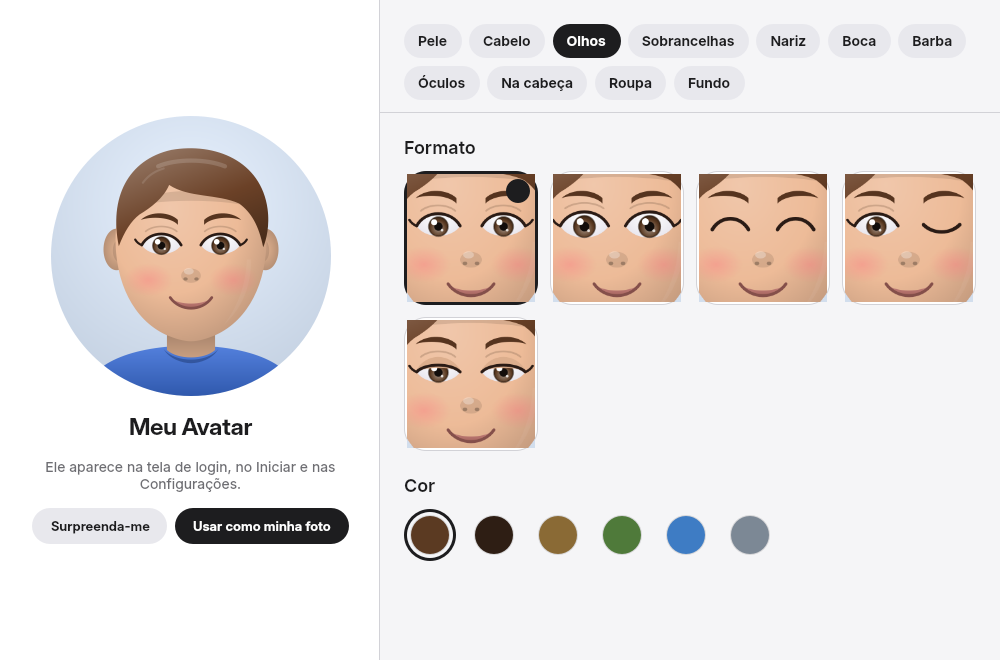 Pele Cabelo Olhos Sobrancelhas Nariz Boca Barba
Óculos Na cabeça Roupa Fundo
Formato
Meu Avatar
Ele aparece na tela de login, no Iniciar e nas
Configurações.
Surpreenda-me Usar como minha foto
Cor